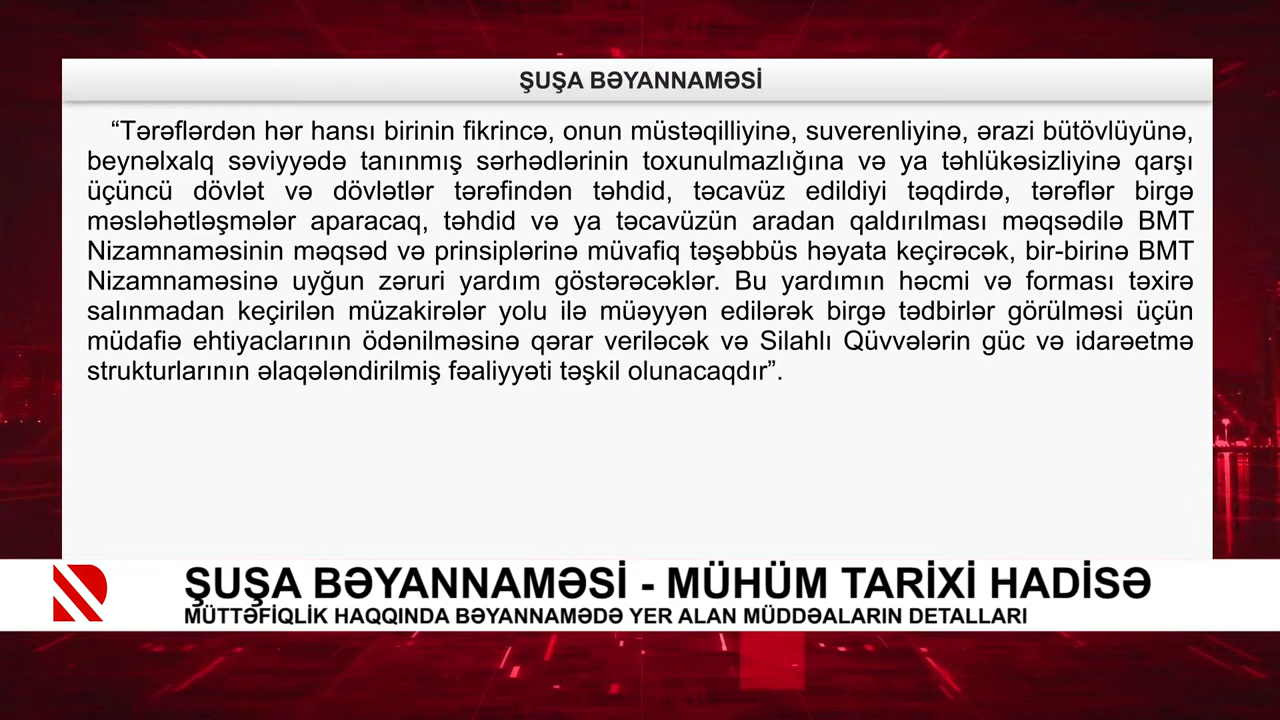 ŞUŞA BƏYANNAMƏSİ
“Tərəflərdən hər hansı birinin fikrincə, onun müstəqilliyinə, suverenliyinə, ərazi bütövlüyünə,
beynəlxalq səviyyədə tanınmış sərhədlərinin toxunulmazlığına və ya təhlükəsizliyinə qarşı
üçüncü dövlət və dövlətlər tərəfindən təhdid, təcavüz edildiyi təqdirdə, tərəflər birgə
məsləhətləşmələr aparacaq, təhdid və ya təcavüzün aradan qaldırılması məqsədilə BMT
Nizamnaməsinin məqsəd və prinsiplərinə müvafiq təşəbbüs həyata keçirəcək, bir-birinə BMT
Nizamnaməsinə uyğun zəruri yardım göstərəcəklər. Bu yardımın həcmi və forması təxirə
salınmadan keçirilən müzakirələr yolu ilə müəyyən edilərək birgə tədbirlər görülməsi üçün
müdafiə ehtiyaclarının ödənilməsinə qərar veriləcək və Silahlı Qüvvələrin güc və idarəetmə
strukturlarının əlaqələndirilmiş fəaliyyəti təşkil olunacaqdır”.
ŞUŞA BƏYANNAMƏSİ - MÜHÜM TARİXİ HADİSƏ
MÜTTƏFİQLİK HAQQINDA BƏYANNAMƏDƏ YER ALAN MÜDDƏALARIN DETALLARI